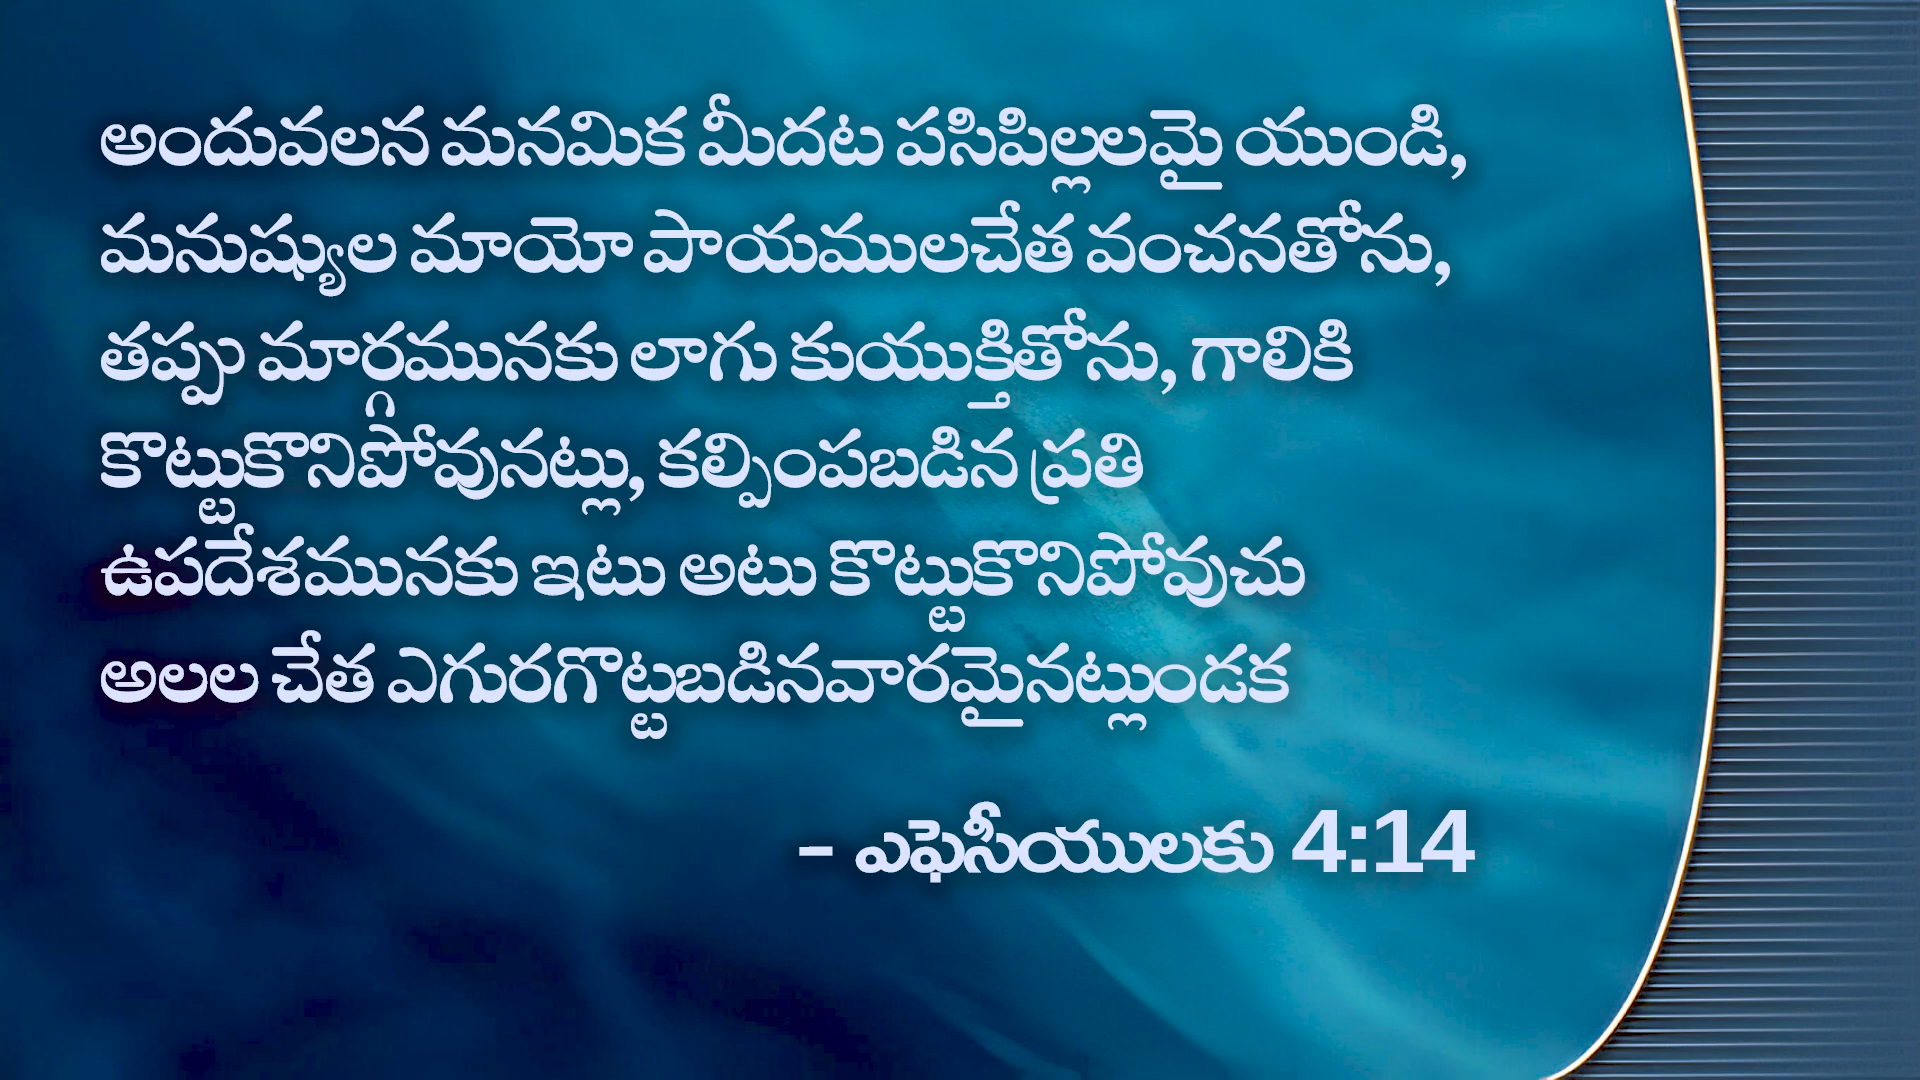 అందువలన మనమిక మీదట పసిపిల్లలమై యుండి,
మనుష్యుల మాయో పాయములచేత వంచనతోను,
తప్పు మార్గమునకు లాగు కుయుక్తితోను, గాలికి
కొట్టుకొనిపోవునట్లు, కల్పింపబడిన ప్రతి
ఉపదేశమునకు ఇటు అటు కొట్టుకొనిపోవుచు
అలల చేత ఎగురగొట్టబడినవారమైనట్లుండక
– ఎఫెసీయులకు 4:14